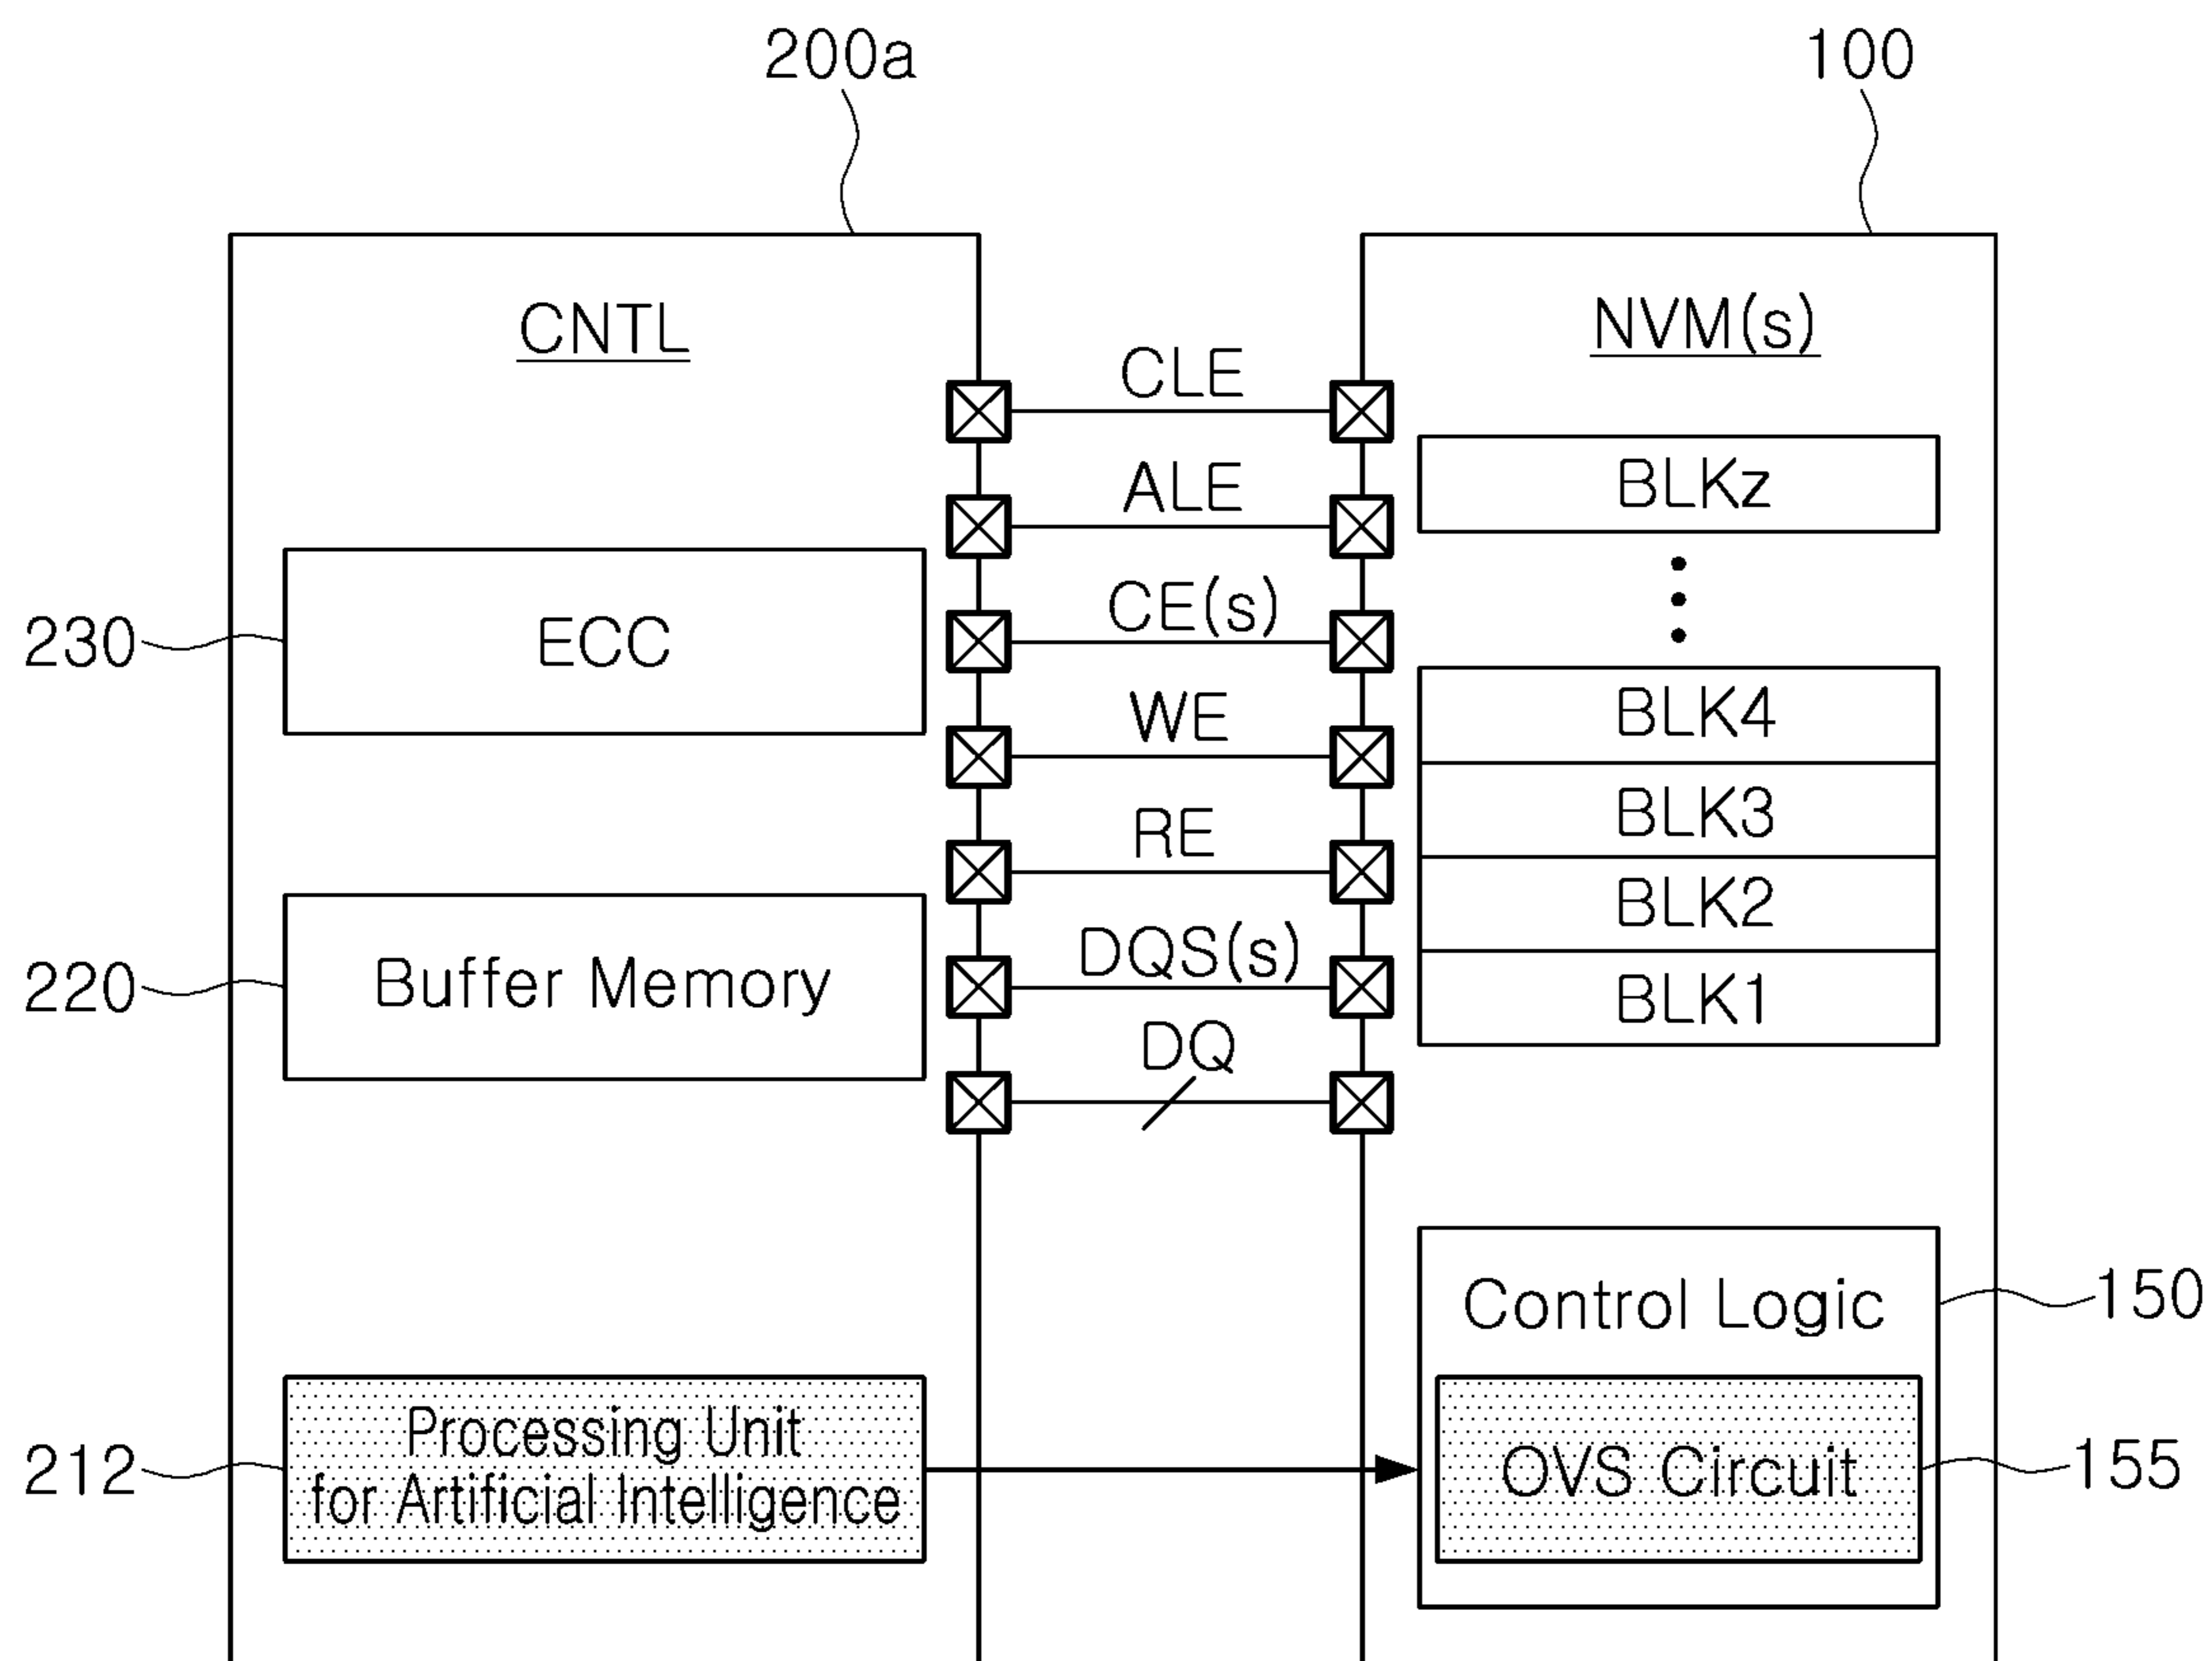 200a
100
CNTL
NVM(s)
CLE
ALE
CE(s)
WE
RE
DQS(s)
DQ
230
ECC
220
Buffer Memory
212
Processing Unit
for Artificial Intelligence
BLKz
BLK4
BLK3
BLK2
BLK1
Control Logic
150
OVS Circuit
155